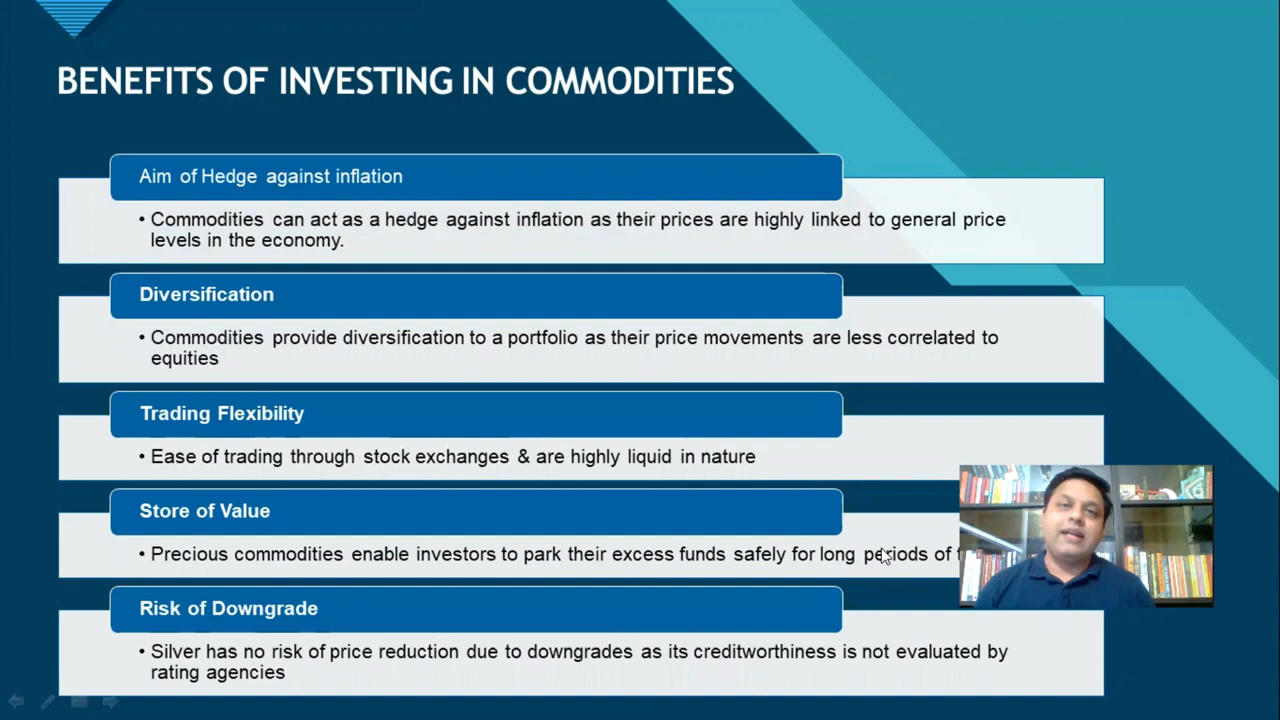 BENEFITS OF INVESTING IN COMMODITIES
Aim of Hedge against inflation
• Commodities can act as a hedge against inflation as their prices are highly linked to general price
levels in the economy.
Diversification
• Commodities provide diversification to a portfolio as their price movements are less correlated to
equities
Trading Flexibility
• Ease of trading through stock exchanges & are highly liquid in nature
Store of Value
• Precious commodities enable investors to park their excess funds safely for long periods of
Risk of Downgrade
• Silver has no risk of price reduction due to downgrades as its creditworthiness is not evaluated by
rating agencies